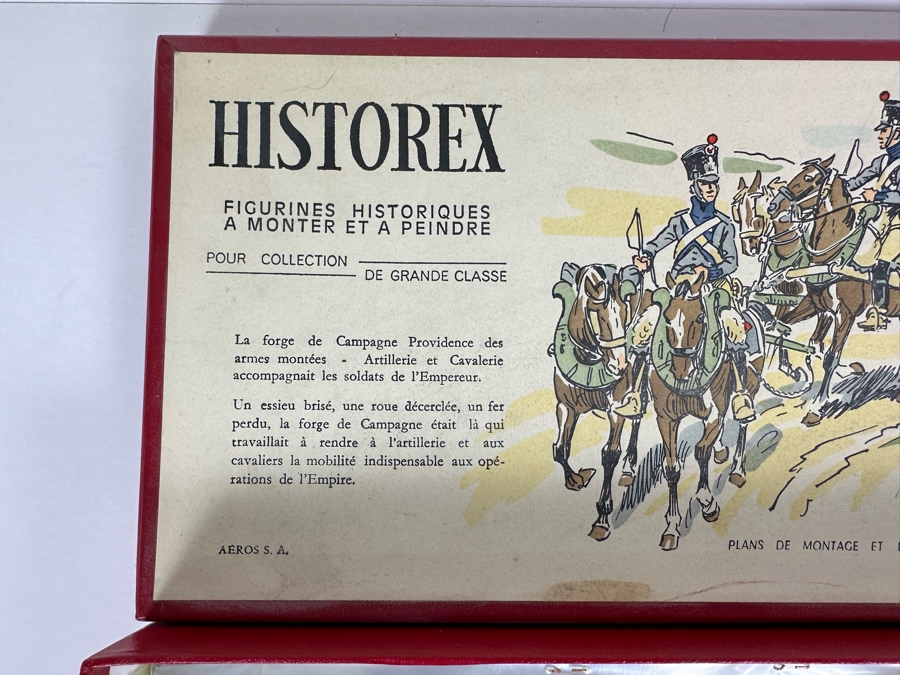 HISTOREX
FIGURINES HISTORIQUES
A MONTER ET A PEINDRE
POUR COLLECTION
DE GRANDE CLASSE
La forge de Campagne Providence des
armes montées - Artillerie et Cavalerie
accompagnait les soldats de l'Empereur.
Un essieu brisé, une roue décerclée, un fer
perdu, la forge de Campagne était là qui
travaillait à rendre à l'artillerie et aux
cavaliers la mobilité indispensable aux opé-
rations de l'Empire.
AÉROS S. A.
PLANS DE MONTAGE ET